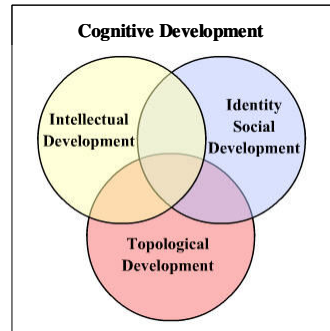 Cognitive Development
Intellectual
Development
Identity
Social
Development
Topological
Development